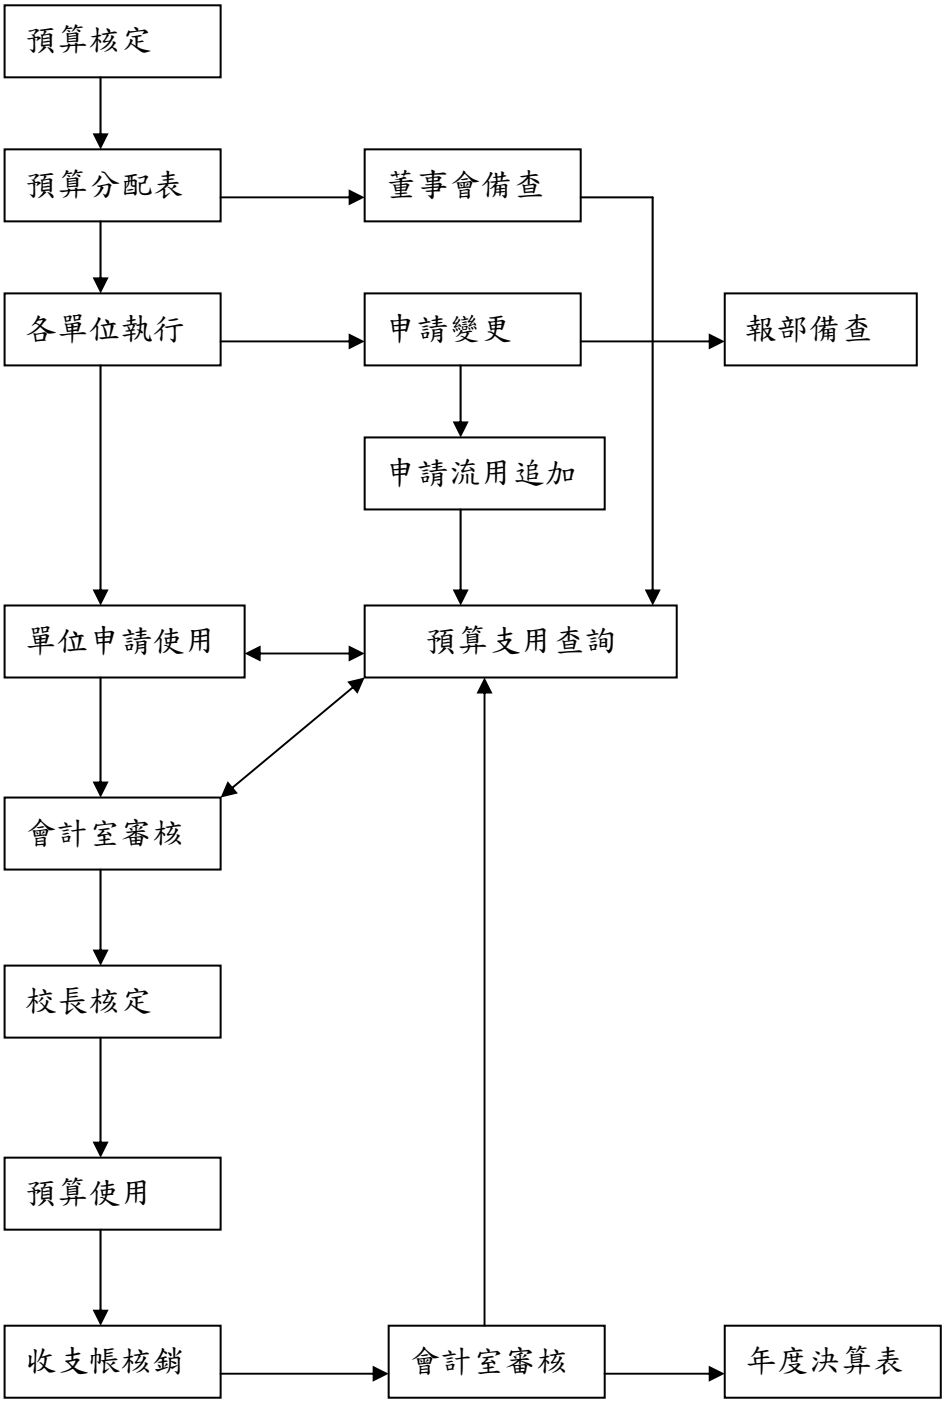 預算核定
預算分配表
董事會備查
各單位執行
申請變更
報部備查
申請流用追加
單位申請使用
預算支用查詢
會計室審核
校長核定
預算使用
收支帳核銷
會計室審核
年度決算表